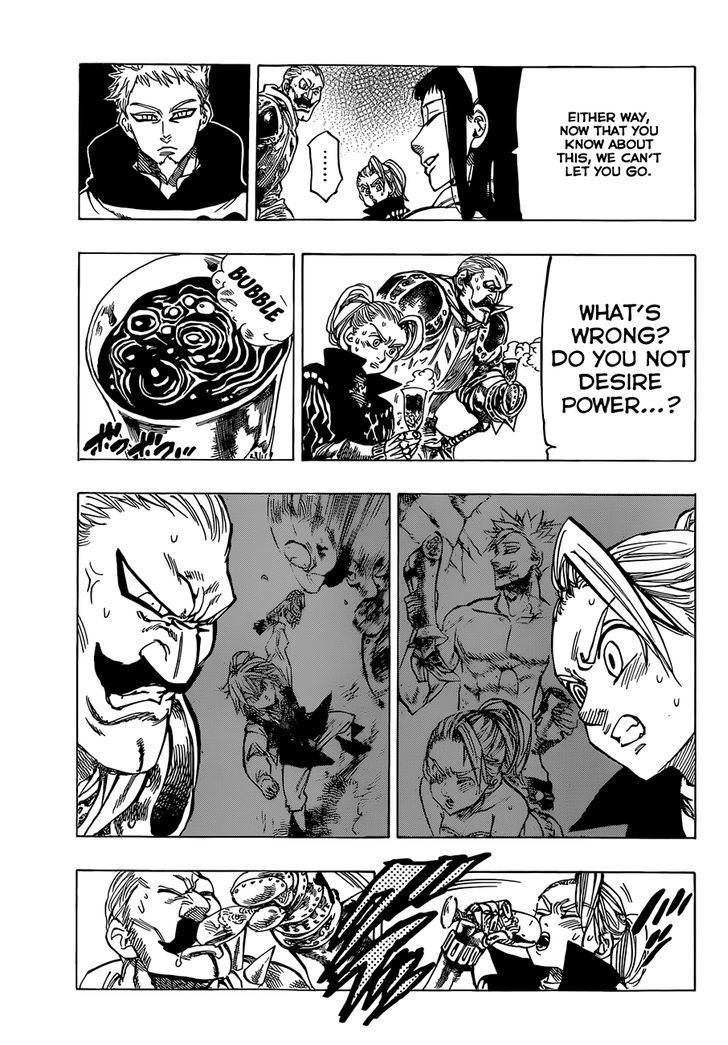 EITHER WAY,
NOW THAT YOU
KNOW ABOUT
THIS, WE CAN'T
LET YOU GO.
......
WHAT'S
WRONG?
DO YOU NOT
DESIRE
POWER...?
BUBBLE